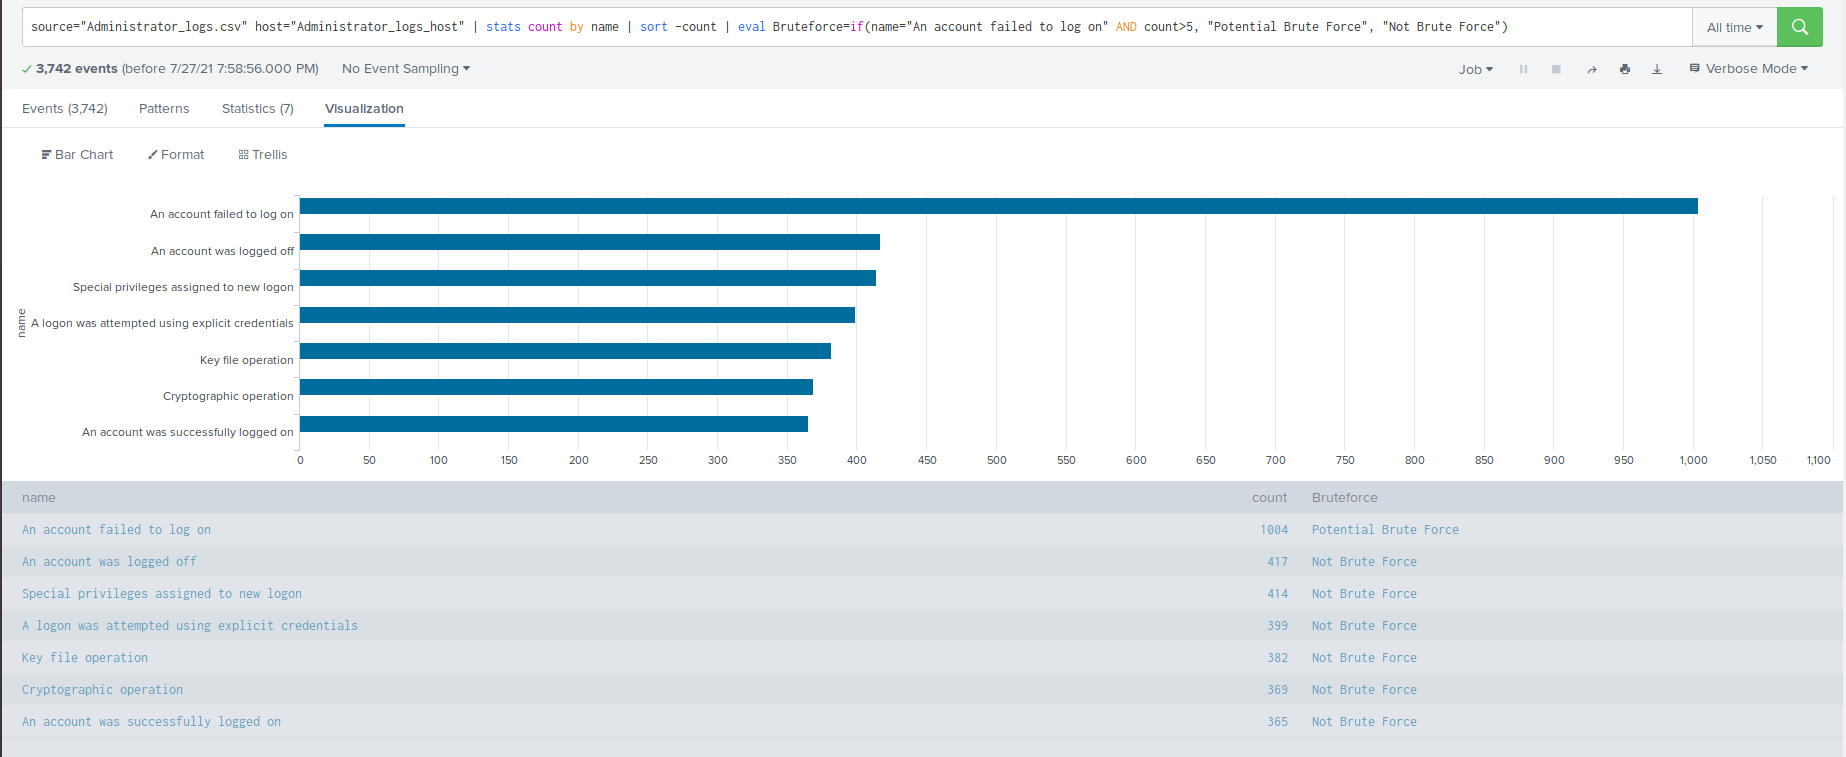 source="Administrator_logs.csv" host="Administrator_logs_host" | stats count by name | sort -count | eval Bruteforce=if(name="An account failed to log on" AND count>5, "Potential Brute Force", "Not Brute Force")
All time
3,742 events (before 7/27/21 7:58:56.000 PM)
No Event Sampling
Job
Verbose Mode
Events (3,742)
Patterns
Statistics (7)
Visualization
Bar Chart
Format
Trellis
name
An account failed to log on
An account was logged off
Special privileges assigned to new logon
A logon was attempted using explicit credentials
Key file operation
Cryptographic operation
An account was successfully logged on
0 50 100 150 200 250 300 350 400 450 500 550 600 650 700 750 800 850 900 950 1,000 1,050 1,100
name count Bruteforce
An account failed to log on 1004 Potential Brute Force
An account was logged off 417 Not Brute Force
Special privileges assigned to new logon 414 Not Brute Force
A logon was attempted using explicit credentials 399 Not Brute Force
Key file operation 382 Not Brute Force
Cryptographic operation 369 Not Brute Force
An account was successfully logged on 365 Not Brute Force